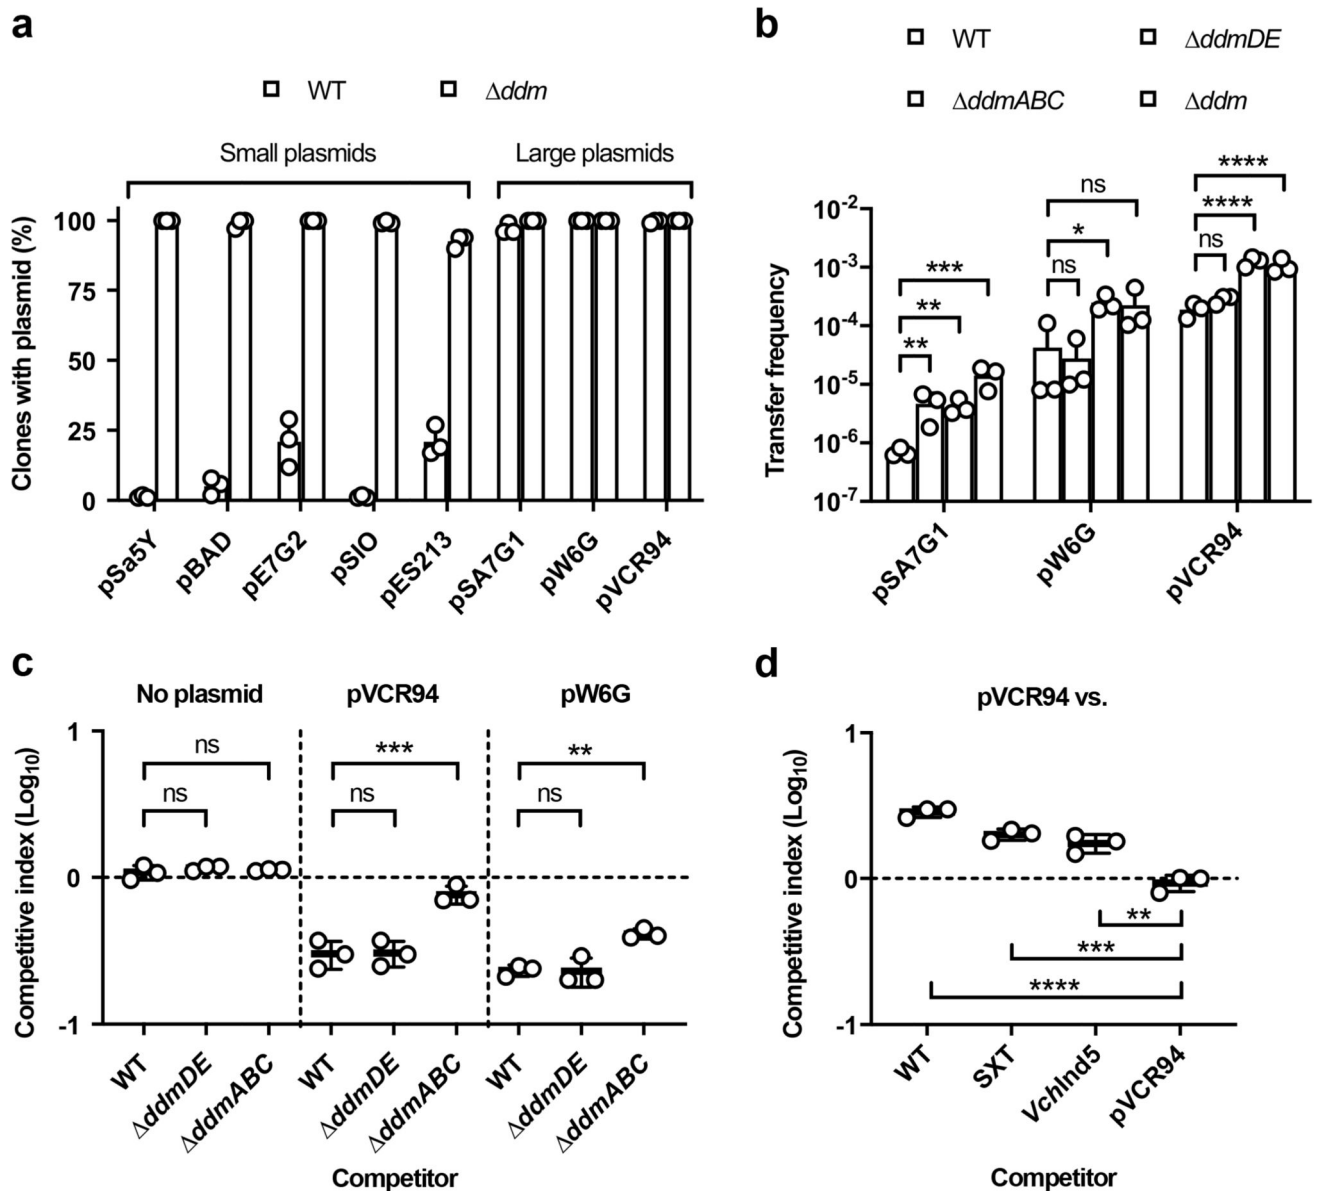 a
WT
Δddm
Small plasmids
Large plasmids
Clones with plasmid (%)
100
75
50
25
0
pSa5Y
pBAD
pE7G2
pSIO
pES213
pSA7G1
pW6G
pVCR94
b
WT
ΔddmDE
ΔddmABC
Δddm
Transfer frequency
10⁻²
10⁻³
10⁻⁴
10⁻⁵
10⁻⁶
10⁻⁷
***
**
**
ns
*
ns
****
****
ns
pSA7G1
pW6G
pVCR94
c
No plasmid
pVCR94
pW6G
Competitive index (Log₁₀)
1
0
-1
ns
ns
***
ns
**
ns
WT
ΔddmDE
ΔddmABC
WT
ΔddmDE
ΔddmABC
WT
ΔddmDE
ΔddmABC
Competitor
d
pVCR94 vs.
Competitive index (Log₁₀)
1
0
-1
**
***
****
WT
SXT
VchInd5
pVCR94
Competitor